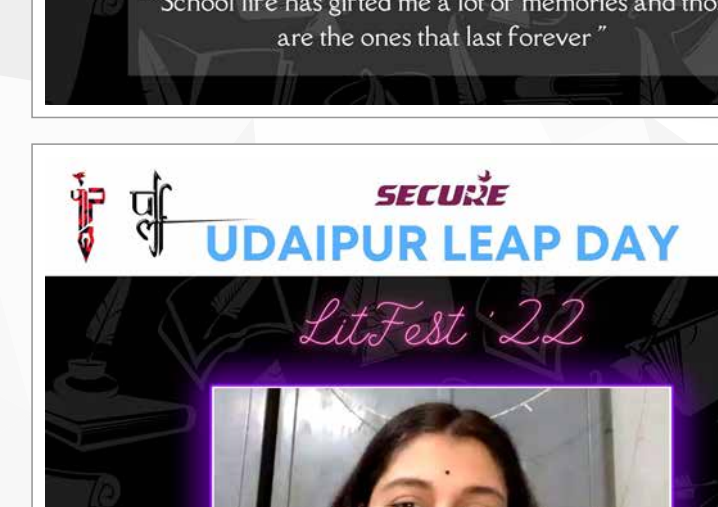 "School life has gifted me a lot of memories and
are the ones that last forever "
SECURE
UDAIPUR LEAP DAY
LitFest '22